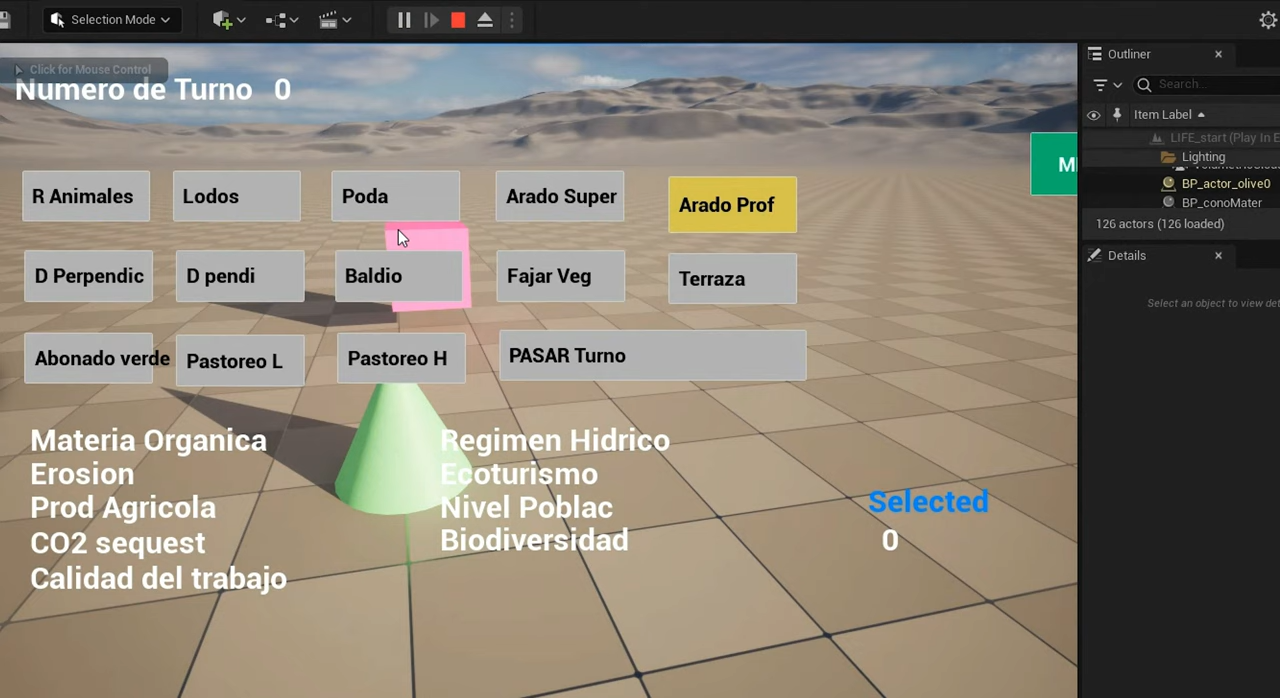 Selection Mode
Outliner
Click for Mouse Control
Search...
Numero de Turno 0
Item Label
LIFE_start (Play In E
Lighting
BP_actor_olive0
BP_conoMater
126 actors (126 loaded)
M
R Animales
Lodos
Poda
Arado Super
Arado Prof
Details
D Perpendic
D pendi
Baldio
Fajar Veg
Terraza
Select an object to view det
Abonado verde
Pastoreo L
Pastoreo H
PASAR Turno
Materia Organica
Erosion
Prod Agricola
CO2 sequest
Calidad del trabajo
Regimen Hidrico
Ecoturismo
Nivel Poblac
Biodiversidad
Selected
0